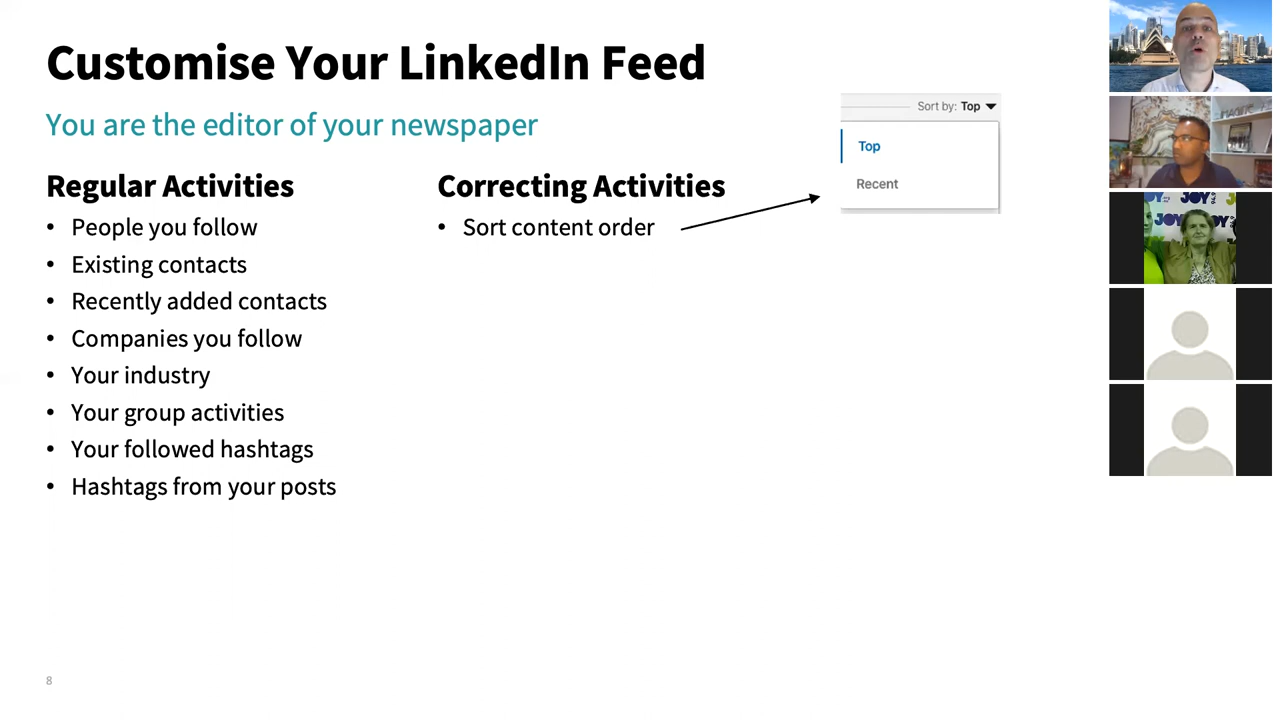 Customise Your LinkedIn Feed
You are the editor of your newspaper
Regular Activities
• People you follow
• Existing contacts
• Recently added contacts
• Companies you follow
• Your industry
• Your group activities
• Your followed hashtags
• Hashtags from your posts
Correcting Activities
• Sort content order
Sort by: Top
Top
Recent
8
JOY
JOY